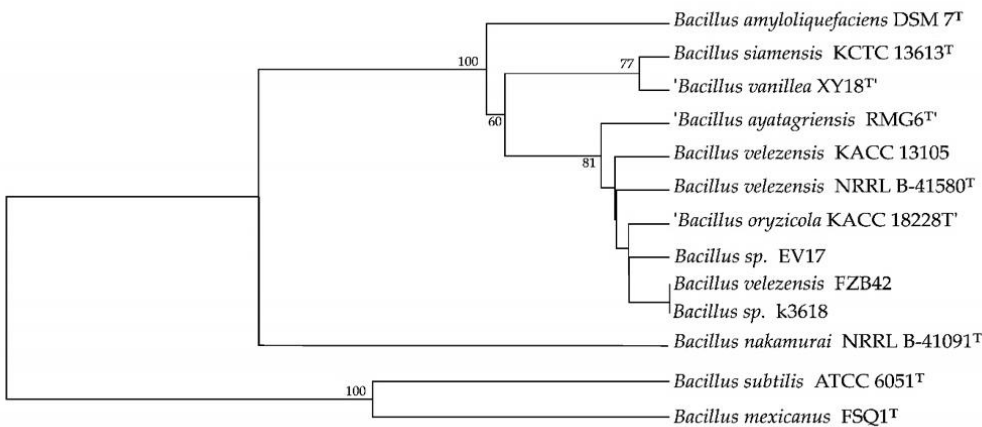 Bacillus amyloliquefaciens DSM 7ᵀ
100
Bacillus siamensis KCTC 13613ᵀ
77
'Bacillus vanillea XY18ᵀ'
60
'Bacillus ayatagriensis RMG6ᵀ'
81
Bacillus velezensis KACC 13105
Bacillus velezensis NRRL B-41580ᵀ
'Bacillus oryzicola KACC 18228T'
Bacillus sp. EV17
Bacillus velezensis FZB42
Bacillus sp. k3618
Bacillus nakamurai NRRL B-41091ᵀ
Bacillus subtilis ATCC 6051ᵀ
100
Bacillus mexicanus FSQ1ᵀ